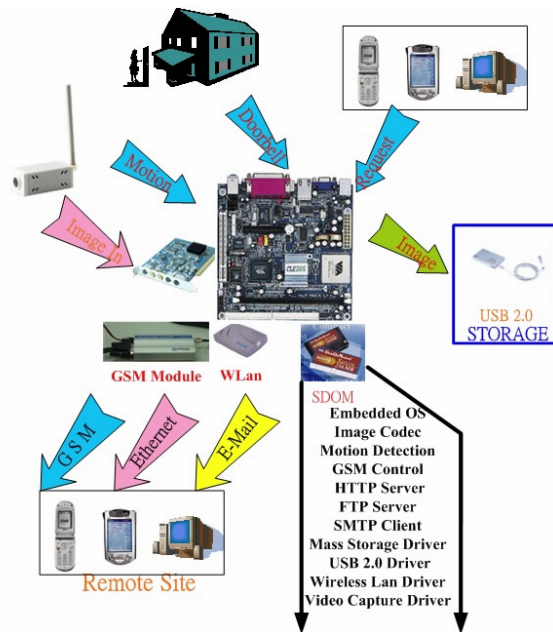 Doorbell
Motion
Request
Image In
Image
CLE266
VIA
USB 2.0
STORAGE
GSM Module
WLan
SDOM
Embedded OS
Image Codec
Motion Detection
GSM Control
HTTP Server
FTP Server
SMTP Client
Mass Storage Driver
USB 2.0 Driver
Wireless Lan Driver
Video Capture Driver
G S M
Ethernet
E-Mail
Remote Site